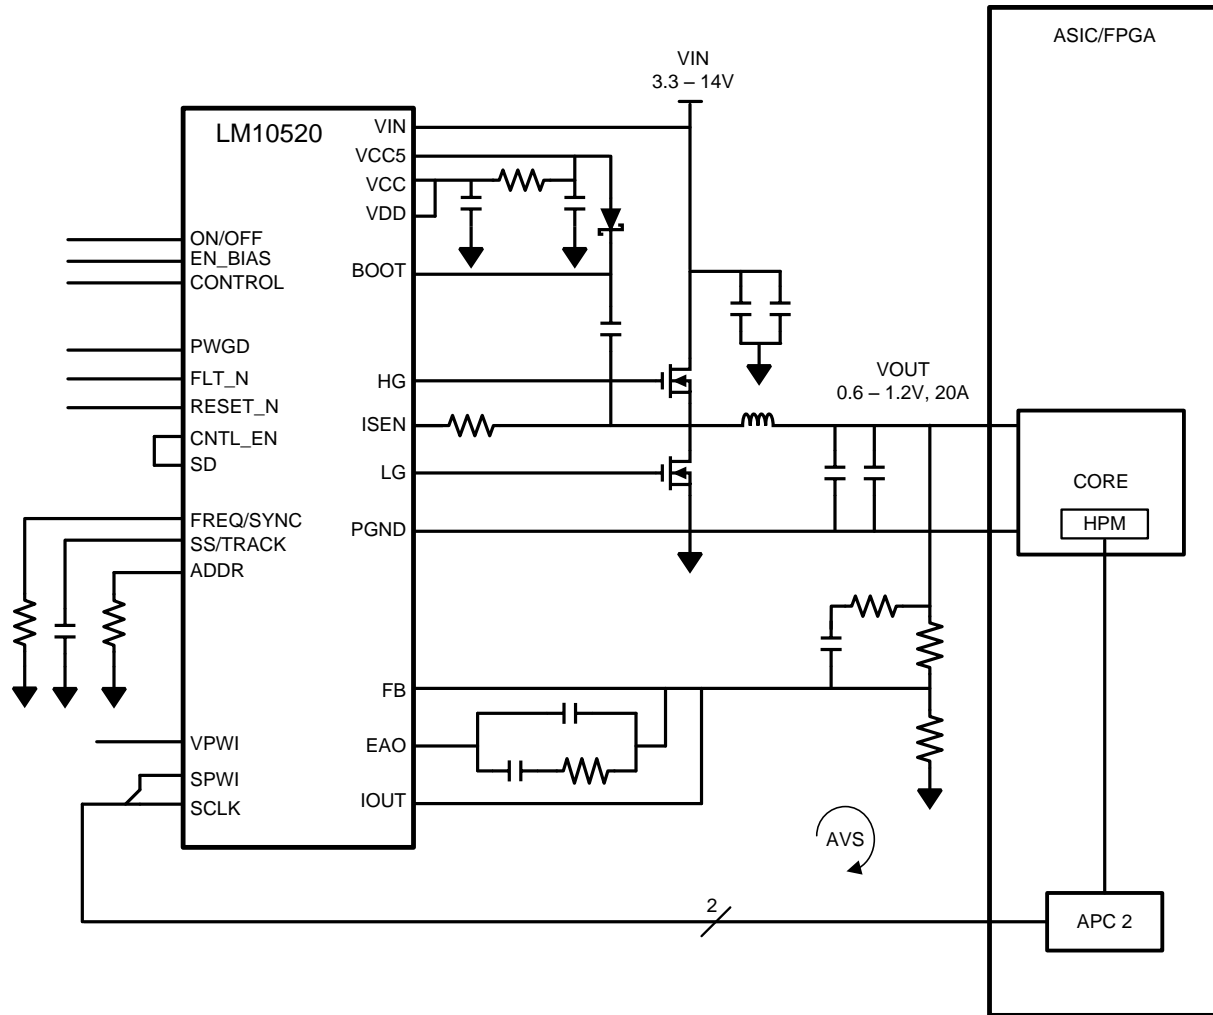 ASIC/FPGA
VIN
3.3 – 14V
LM10520
VIN
VCC5
VCC
VDD
ON/OFF
EN_BIAS
CONTROL
BOOT
PWGD
FLT_N
RESET_N
CNTL_EN
SD
HG
ISEN
LG
PGND
VOUT
0.6 – 1.2V, 20A
CORE
HPM
FREQ/SYNC
SS/TRACK
ADDR
FB
EAO
IOUT
VPWI
SPWI
SCLK
AVS
2
APC 2